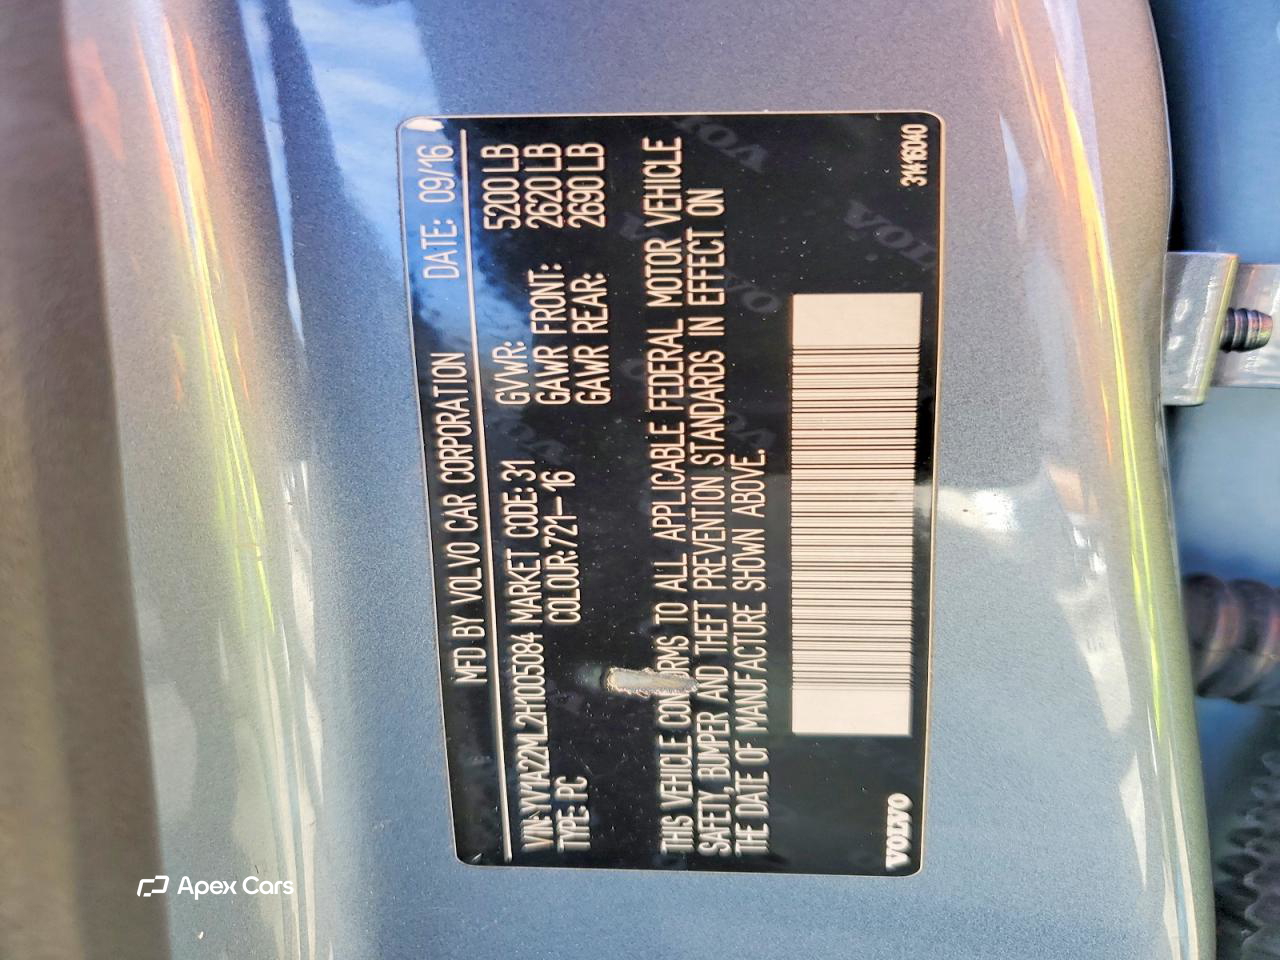 MFD BY VOLVO CAR CORPORATION DATE: 09/16
VIN: YV1A22ML2H1005084 MARKET CODE: 31 GVWR: 5200 LB
TYPE: PC COLOUR: 721-16 GAWR FRONT: 2620 LB
GAWR REAR: 2690 LB
THIS VEHICLE CONFORMS TO ALL APPLICABLE FEDERAL MOTOR VEHICLE
SAFETY, BUMPER AND THEFT PREVENTION STANDARDS IN EFFECT ON
THE DATE OF MANUFACTURE SHOWN ABOVE.
VOLVO 31416040
Apex Cars